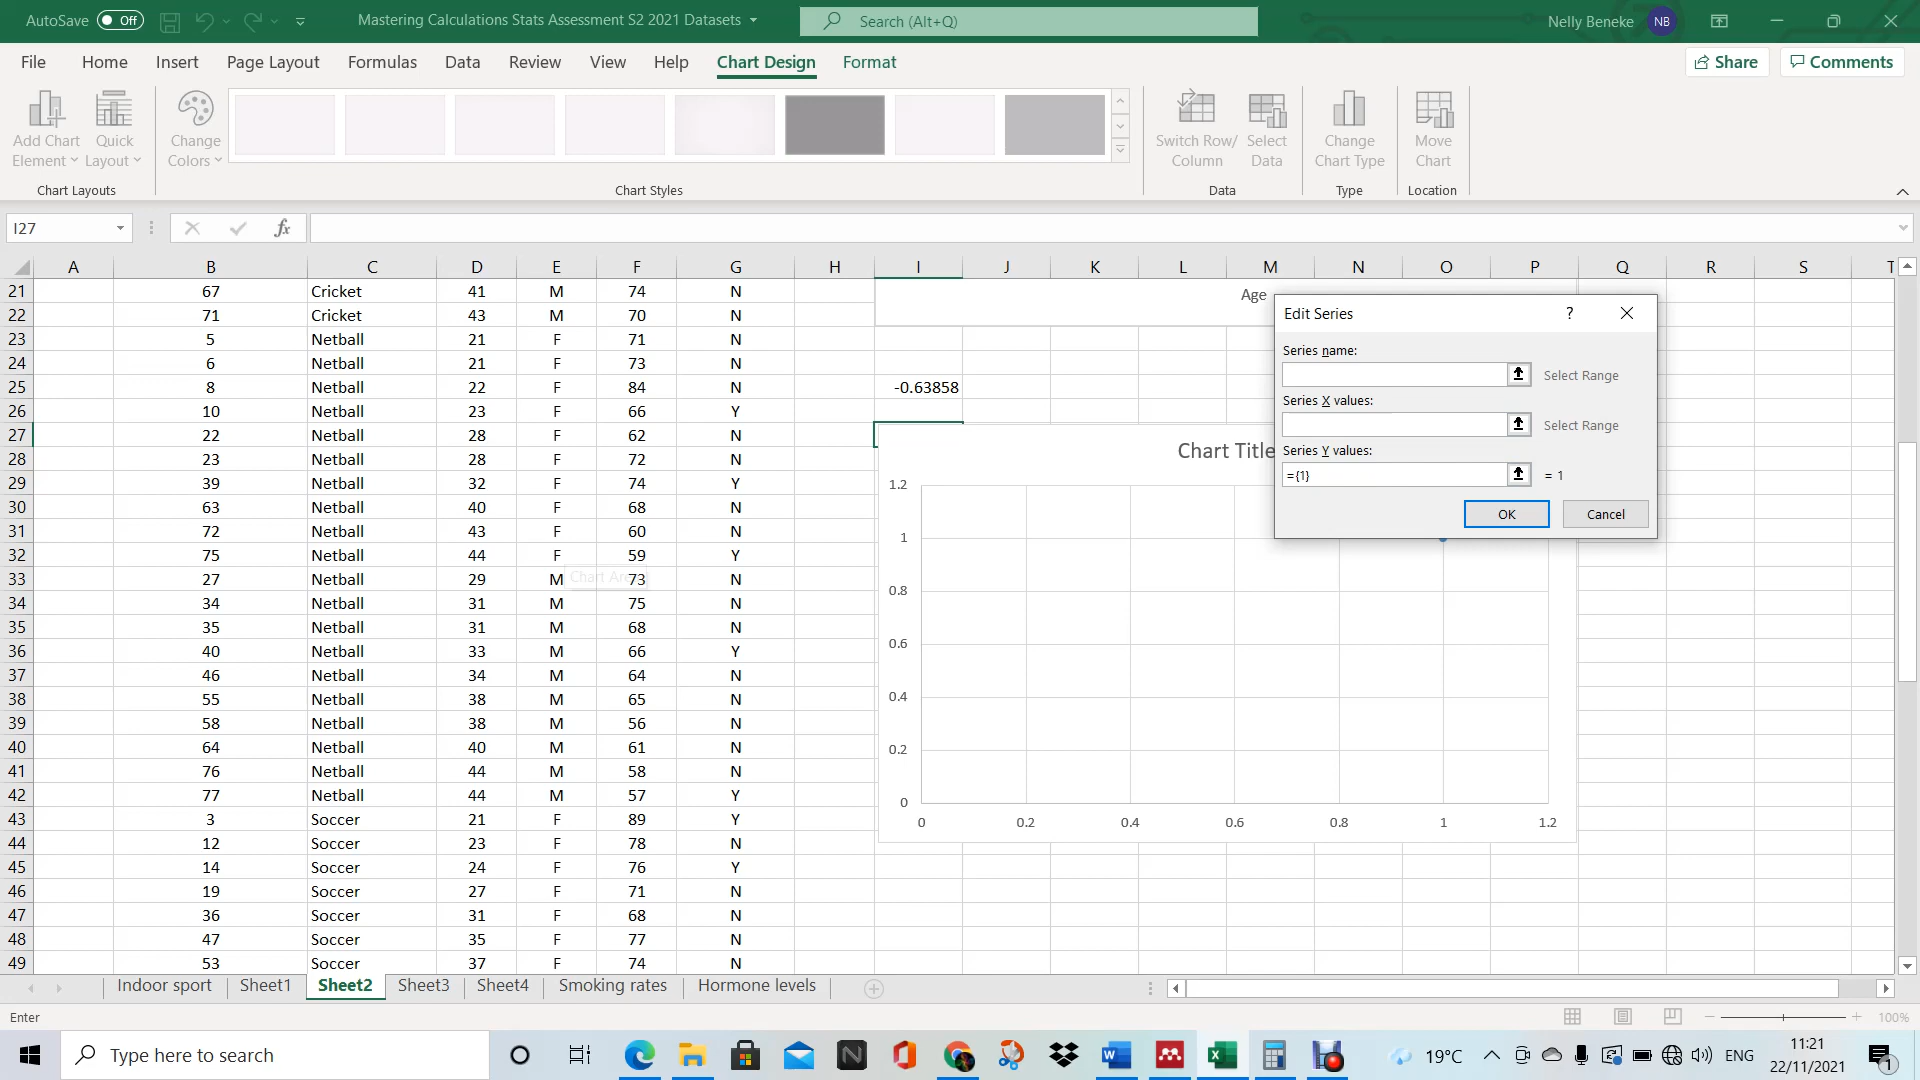 AutoSave Off Mastering Calculations Stats Assessment S2 2021 Datasets Search (Alt+Q) Nelly Beneke NB
File Home Insert Page Layout Formulas Data Review View Help Chart Design Format Share Comments
Add Chart Element Quick Layout Change Colors Switch Row/ Column Select Data Change Chart Type Move Chart
Chart Layouts Chart Styles Data Type Location
I27 fx
A B C D E F G H I J K L M N O P Q R S T
21 67 Cricket 41 M 74 N Age
22 71 Cricket 43 M 70 N
23 5 Netball 21 F 71 N
24 6 Netball 21 F 73 N
25 8 Netball 22 F 84 N -0.63858
26 10 Netball 23 F 66 Y
27 22 Netball 28 F 62 N
28 23 Netball 28 F 72 N
29 39 Netball 32 F 74 Y
30 63 Netball 40 F 68 N
31 72 Netball 43 F 60 N
32 75 Netball 44 F 59 Y
33 27 Netball 29 M 73 N
34 34 Netball 31 M 75 N
35 35 Netball 31 M 68 N
36 40 Netball 33 M 66 Y
37 46 Netball 34 M 64 N
38 55 Netball 38 M 65 N
39 58 Netball 38 M 56 N
40 64 Netball 40 M 61 N
41 76 Netball 44 M 58 N
42 77 Netball 44 M 57 Y
43 3 Soccer 21 F 89 Y
44 12 Soccer 23 F 78 N
45 14 Soccer 24 F 76 Y
46 19 Soccer 27 F 71 N
47 36 Soccer 31 F 68 N
48 47 Soccer 35 F 77 N
49 53 Soccer 37 F 74 N
Edit Series ?
Series name:
Select Range
Series X values:
Select Range
Series Y values:
={1} = 1
OK Cancel
Chart Title
1.2
1
0.8
0.6
0.4
0.2
0
0 0.2 0.4 0.6 0.8 1 1.2
Indoor sport Sheet1 Sheet2 Sheet3 Sheet4 Smoking rates Hormone levels
Enter 100%
Type here to search 19°C ENG 11:21
22/11/2021 1